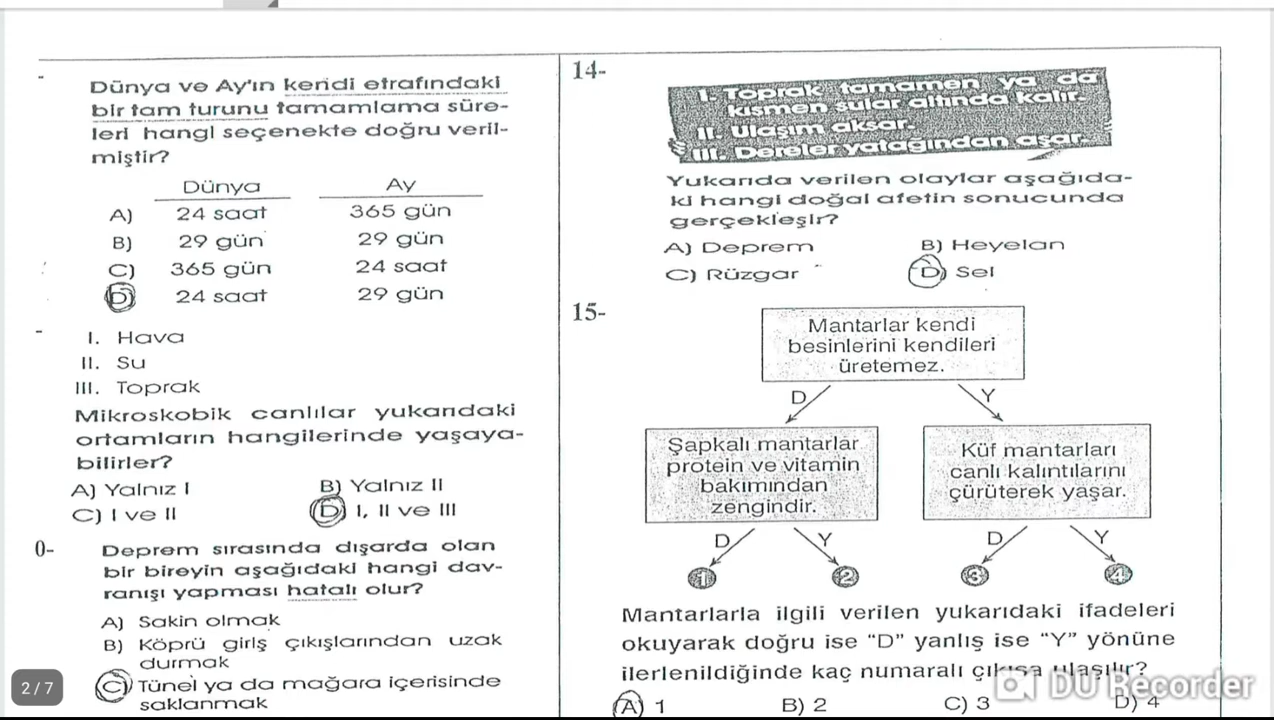 -
Dünya ve Ay'ın kendi etrafındaki
bir tam turunu tamamlama süre-
leri hangi seçenekte doğru veril-
miştir?
Dünya Ay
A) 24 saat 365 gün
B) 29 gün 29 gün
C) 365 gün 24 saat
D) 24 saat 29 gün
-
I. Hava
II. Su
III. Toprak
Mikroskobik canlılar yukarıdaki
ortamların hangilerinde yaşaya-
bilirler?
A) Yalnız I B) Yalnız II
C) I ve II D) I, II ve III
0-
Deprem sırasında dışarda olan
bir bireyin aşağıdaki hangi dav-
ranışı yapması hatalı olur?
A) Sakin olmak
B) Köprü giriş çıkışlarından uzak
durmak
C) Tünel ya da mağara içerisinde
saklanmak
2/7
14-
I. Toprak tamamen ya da
kısmen sular altında kalır.
II. Ulaşım aksar.
III. Dereler yatağından aşar.
Yukarıda verilen olaylar aşağıda-
ki hangi doğal afetin sonucunda
gerçekleşir?
A) Deprem B) Heyelan
C) Rüzgar D) Sel
15-
Mantarlar kendi
besinlerini kendileri
üretemez.
D Y
Şapkalı mantarlar
protein ve vitamin
bakımından
zengindir.
Küf mantarları
canlı kalıntılarını
çürüterek yaşar.
D Y D Y
1 2 3 4
Mantarlarla ilgili verilen yukarıdaki ifadeleri
okuyarak doğru ise "D" yanlış ise "Y" yönüne
ilerlenildiğinde kaç numaralı çıkışa ulaşılır?
A) 1 B) 2 C) 3 D) 4
DU Recorder